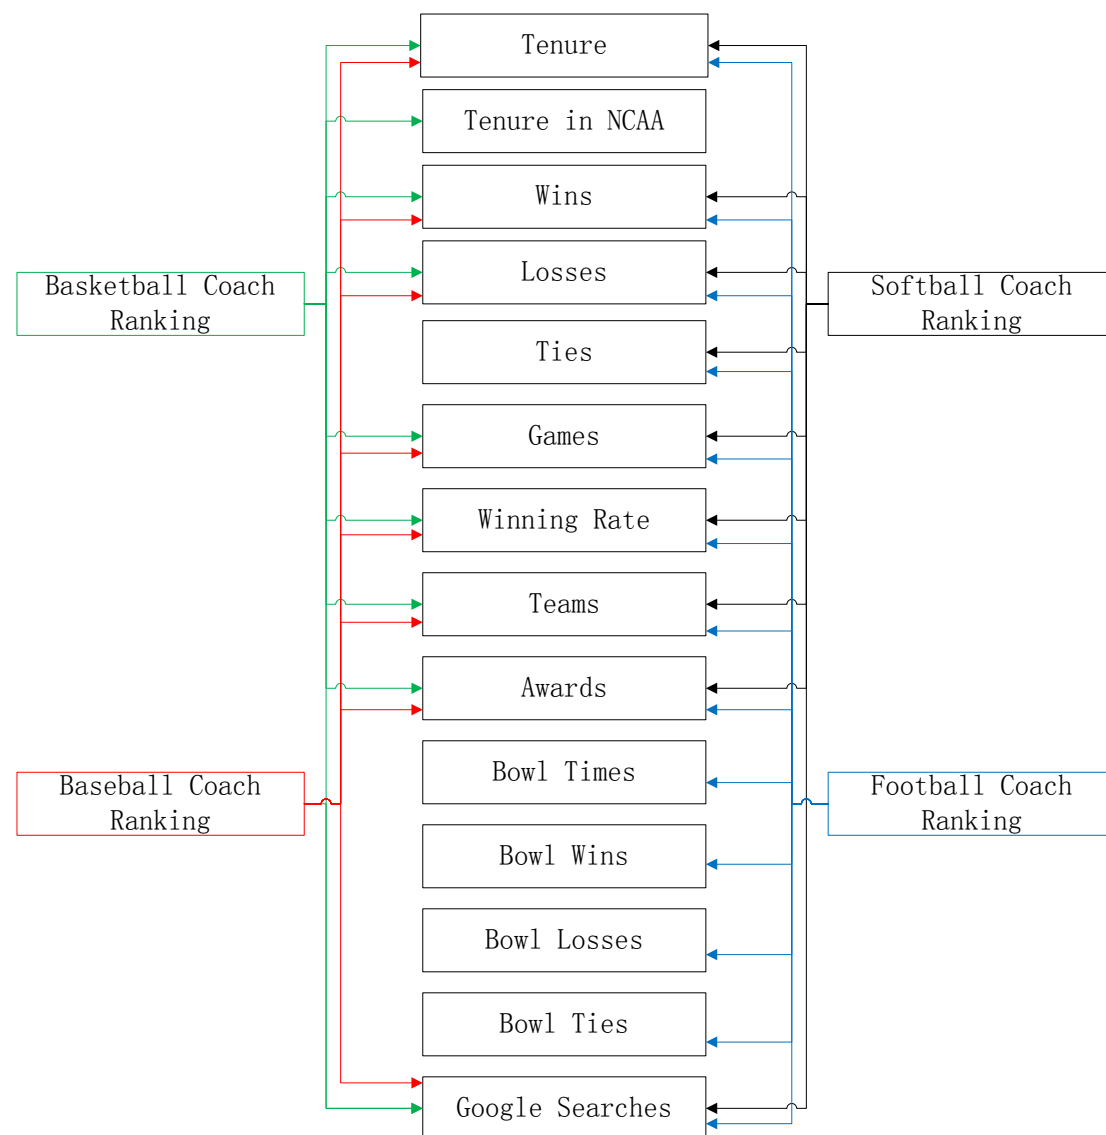 Tenure
Tenure in NCAA
Wins
Losses
Ties
Games
Winning Rate
Teams
Awards
Bowl Times
Bowl Wins
Bowl Losses
Bowl Ties
Google Searches
Basketball Coach
Ranking
Baseball Coach
Ranking
Softball Coach
Ranking
Football Coach
Ranking